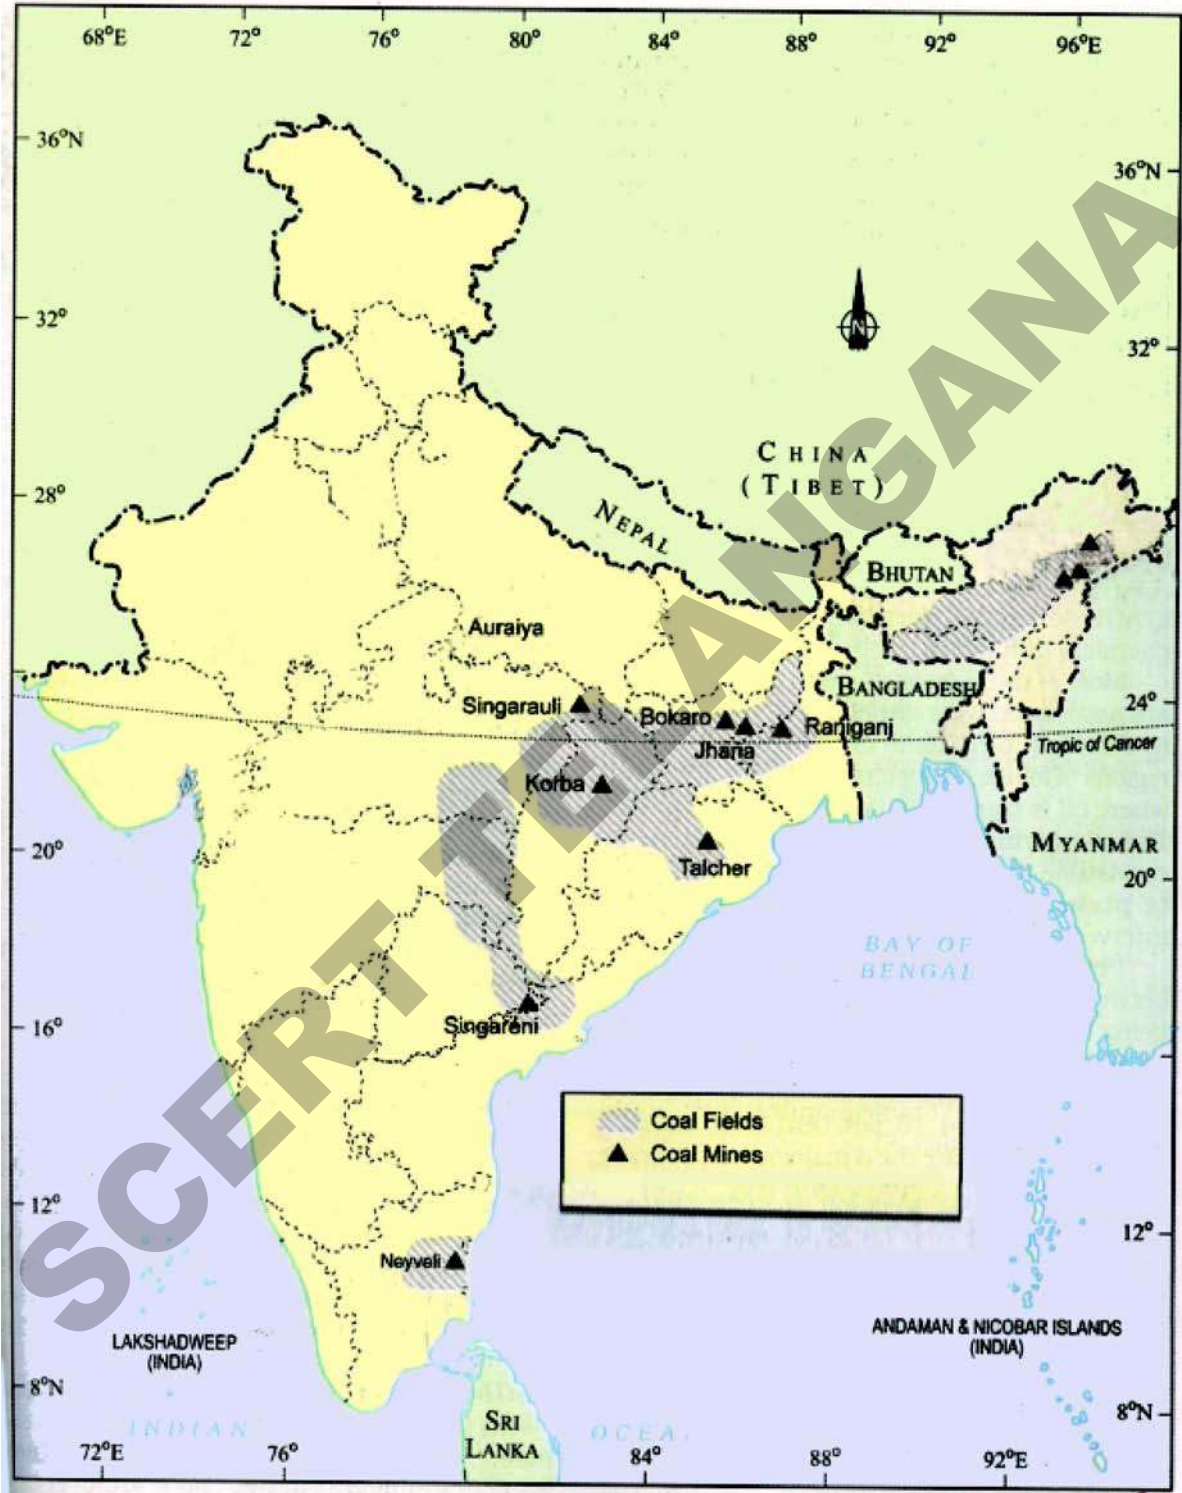 68°E 72° 76° 80° 84° 88° 92° 96°E
36°N
36°N
32°
32°
CHINA
(TIBET)
28°
NEPAL
BHUTAN
Auraiya
BANGLADESH
24°
Singarauli
Bokaro
Raniganj
Jharia
Tropic of Cancer
Korba
MYANMAR
20°
Talcher
20°
BAY OF
BENGAL
16°
Singareni
Coal Fields
Coal Mines
12°
12°
Neyveli
LAKSHADWEEP
(INDIA)
ANDAMAN & NICOBAR ISLANDS
(INDIA)
8°N
8°N
INDIAN
OCEA
SRI
LANKA
72°E 76° 84° 88° 92°E
N
SCERT TELANGANA